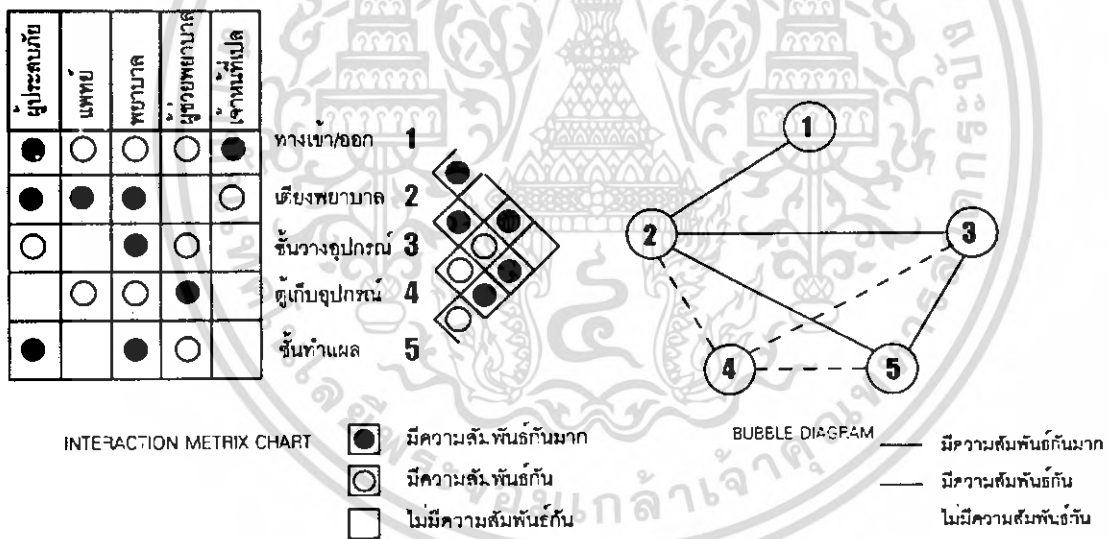 ผู้ประสบภัย
แพทย์
พยาบาล
ผู้ช่วยพยาบาล
เจ้าหน้าที่เปล
ทางเข้า/ออก 1
เตียงพยาบาล 2
ชั้นวางอุปกรณ์ 3
ตู้เก็บอุปกรณ์ 4
ชั้นทำแผล 5
1
2
3
4
5
INTERACTION METRIX CHART
มีความสัมพันธ์กันมาก
มีความสัมพันธ์กัน
ไม่มีความสัมพันธ์กัน
BUBBLE DIAGRAM
มีความสัมพันธ์กันมาก
มีความสัมพันธ์กัน
ไม่มีความสัมพันธ์กัน